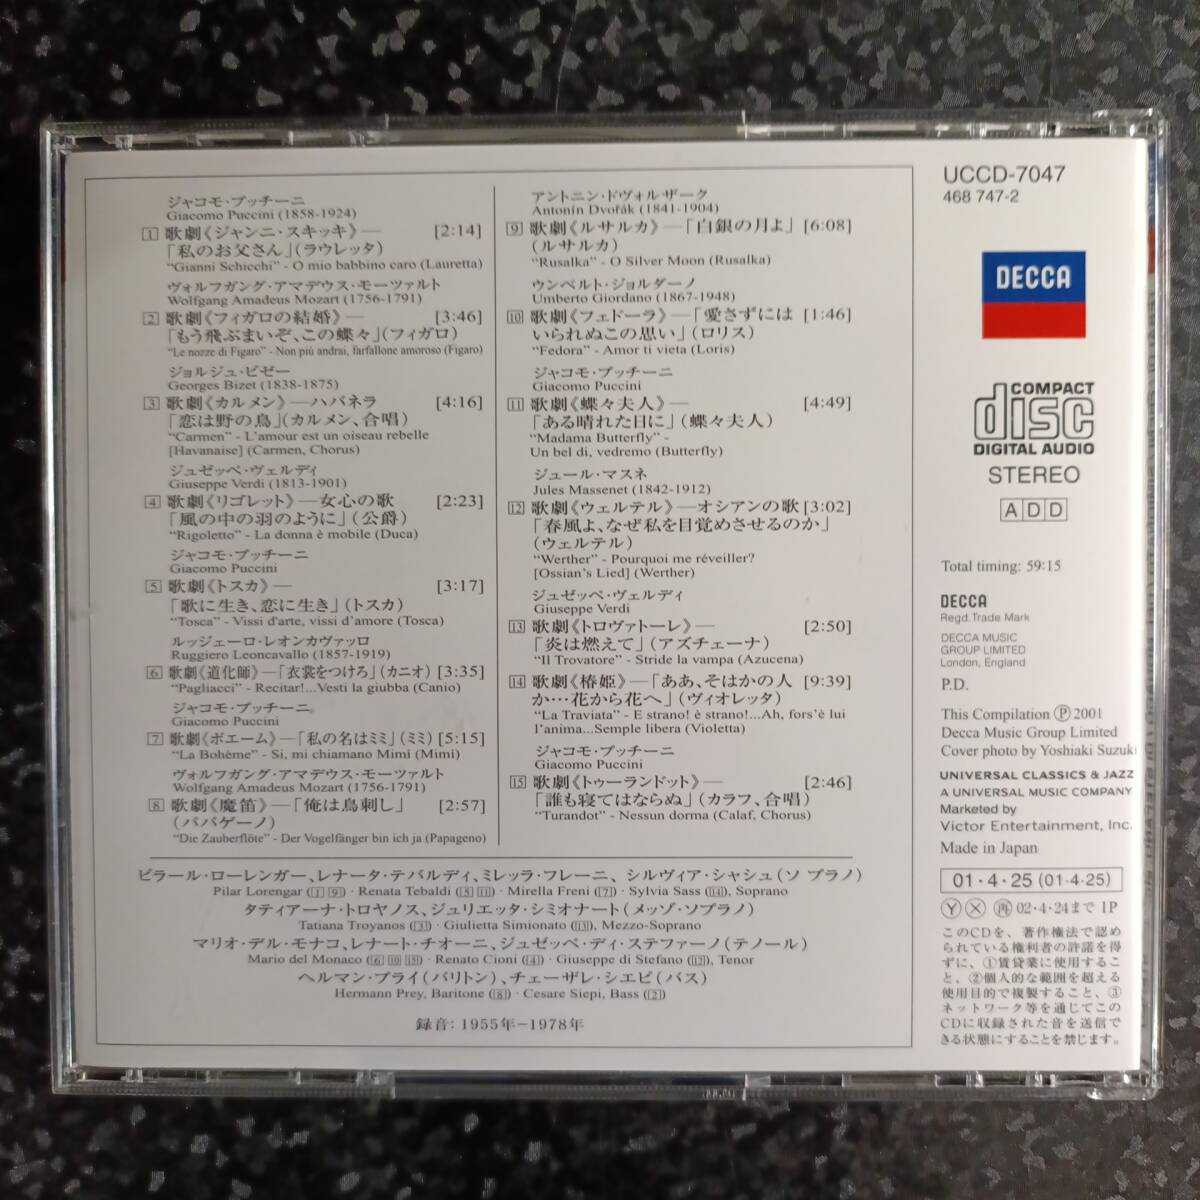 ジャコモ・プッチーニ
Giacomo Puccini (1858-1924)
1 歌劇《ジャンニ・スキッキ》— [2:14]
「私のお父さん」(ラウレッタ)
“Gianni Schicchi” - O mio babbino caro (Lauretta)
ヴォルフガング・アマデウス・モーツァルト
Wolfgang Amadeus Mozart (1756-1791)
2 歌劇《フィガロの結婚》— [3:46]
「もう飛ぶまいぞ、この蝶々」(フィガロ)
“Le nozze di Figaro” - Non più andrai, farfallone amoroso (Figaro)
ジョルジュ・ビゼー
Georges Bizet (1838-1875)
3 歌劇《カルメン》—ハバネラ [4:16]
「恋は野の鳥」(カルメン、合唱)
“Carmen” - L'amour est un oiseau rebelle
[Havanaise] (Carmen, Chorus)
ジュゼッペ・ヴェルディ
Giuseppe Verdi (1813-1901)
4 歌劇《リゴレット》—女心の歌 [2:23]
「風の中の羽のように」(公爵)
“Rigoletto” - La donna è mobile (Duca)
ジャコモ・プッチーニ
Giacomo Puccini
5 歌劇《トスカ》— [3:17]
「歌に生き、恋に生き」(トスカ)
“Tosca” - Vissi d'arte, vissi d'amore (Tosca)
ルッジェーロ・レオンカヴァッロ
Ruggiero Leoncavallo (1857-1919)
6 歌劇《道化師》—「衣裳をつけろ」(カニオ) [3:35]
“Pagliacci” - Recitar!...Vesti la giubba (Canio)
ジャコモ・プッチーニ
Giacomo Puccini
7 歌劇《ボエーム》—「私の名はミミ」(ミミ) [5:15]
“La Bohème” - Sì, mi chiamano Mimì (Mimì)
ヴォルフガング・アマデウス・モーツァルト
Wolfgang Amadeus Mozart (1756-1791)
8 歌劇《魔笛》—「俺は鳥刺し」 [2:57]
(パパゲーノ)
“Die Zauberflöte” - Der Vogelfänger bin ich ja (Papageno)
アントニン・ドヴォルザーク
Antonín Dvořák (1841-1904)
9 歌劇《ルサルカ》—「白銀の月よ」 [6:08]
(ルサルカ)
“Rusalka” - O Silver Moon (Rusalka)
ウンベルト・ジョルダーノ
Umberto Giordano (1867-1948)
10 歌劇《フェドーラ》—「愛さずには [1:46]
いられぬこの思い」(ロリス)
“Fedora” - Amor ti vieta (Loris)
ジャコモ・プッチーニ
Giacomo Puccini
11 歌劇《蝶々夫人》— [4:49]
「ある晴れた日に」(蝶々夫人)
“Madama Butterfly” -
Un bel dì, vedremo (Butterfly)
ジュール・マスネ
Jules Massenet (1842-1912)
12 歌劇《ウェルテル》—オシアンの歌 [3:02]
「春風よ、なぜ私を目覚めさせるのか」
(ウェルテル)
“Werther” - Pourquoi me réveiller?
[Ossian's Lied] (Werther)
ジュゼッペ・ヴェルディ
Giuseppe Verdi
13 歌劇《トロヴァトーレ》— [2:50]
「炎は燃えて」(アズチェーナ)
“Il Trovatore” - Stride la vampa (Azucena)
14 歌劇《椿姫》—「ああ、そはかの人 [9:39]
か…花から花へ」(ヴィオレッタ)
“La Traviata” - E strano! è strano!...Ah, fors'è lui
l'anima...Semple libera (Violetta)
ジャコモ・プッチーニ
Giacomo Puccini
15 歌劇《トゥーランドット》— [2:46]
「誰も寝てはならぬ」(カラフ、合唱)
“Turandot” - Nessun dorma (Calaf, Chorus)
ピラール・ローレンガー、レナータ・テバルディ、ミレッラ・フレーニ、シルヴィア・シャシュ(ソプラノ)
Pilar Lorengar (1 9)・Renata Tebaldi (5 11)・Mirella Freni (7)・Sylvia Sass (14), Soprano
タティアーナ・トロヤノス、ジュリエッタ・シミオナート(メッゾ・ソプラノ)
Tatiana Troyanos (3)・Giulietta Simionato (13), Mezzo-Soprano
マリオ・デル・モナコ、レナート・チオーニ、ジュゼッペ・ディ・ステファーノ(テノール)
Mario del Monaco (6 10 15)・Renato Cioni (4)・Giuseppe di Stefano (12), Tenor
ヘルマン・プライ(バリトン)、チェーザレ・シエピ(バス)
Hermann Prey, Baritone (8)・Cesare Siepi, Bass (2)
録音：1955年−1978年
UCCD-7047
468 747-2
DECCA
COMPACT
disc
DIGITAL AUDIO
STEREO
ADD
Total timing: 59:15
DECCA
Regd. Trade Mark
DECCA MUSIC
GROUP LIMITED
London, England
P.D.
This Compilation Ⓟ 2001
Decca Music Group Limited
Cover photo by Yoshiaki Suzuki
UNIVERSAL CLASSICS & JAZZ
A UNIVERSAL MUSIC COMPANY
Marketed by
Victor Entertainment, Inc.
Made in Japan
01・4・25 (01・4・25)
Ⓨ Ⓧ 再 02・4・24まで IP
このCDを、著作権法で認め
られている権利者の許諾を得
ずに、①賃貸業に使用するこ
と、②個人的な範囲を超える
使用目的で複製すること、③
ネットワーク等を通じてこの
CDに収録された音を送信で
きる状態にすることを禁じます。